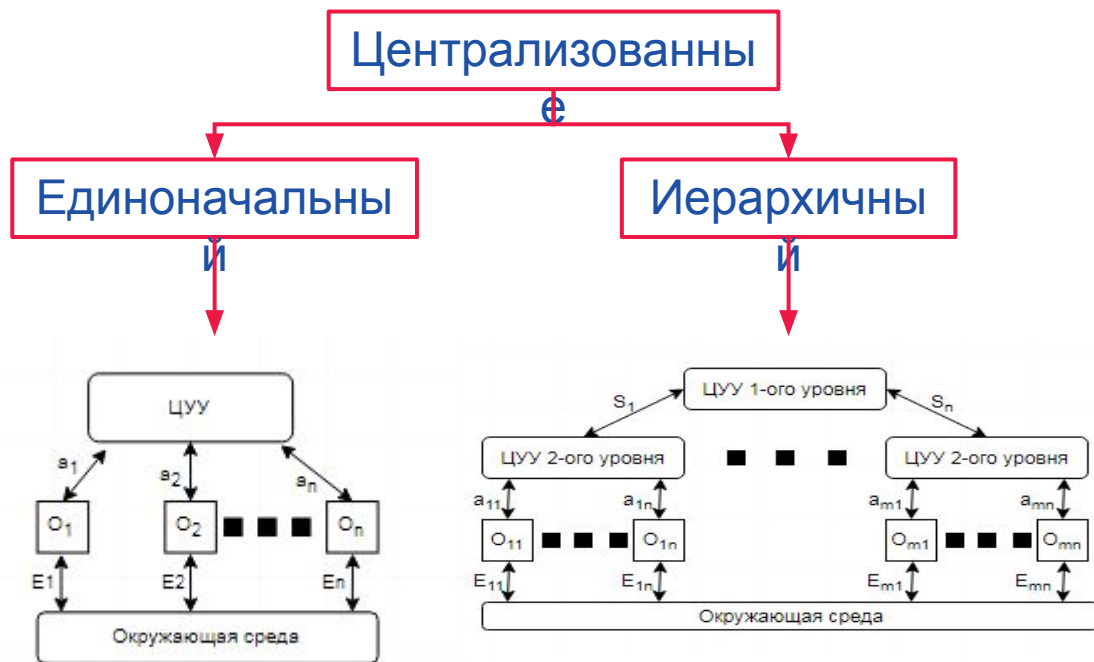 Централизованны
е
Единоначальны
й
Иерархичны
й
ЦУУ
a1
a2
an
O1
O2
On
E1
E2
En
Окружающая среда
ЦУУ 1-ого уровня
S1
Sn
ЦУУ 2-ого уровня
ЦУУ 2-ого уровня
a11
a1n
am1
amn
O11
O1n
Om1
Omn
E11
E1n
Em1
Emn
Окружающая среда